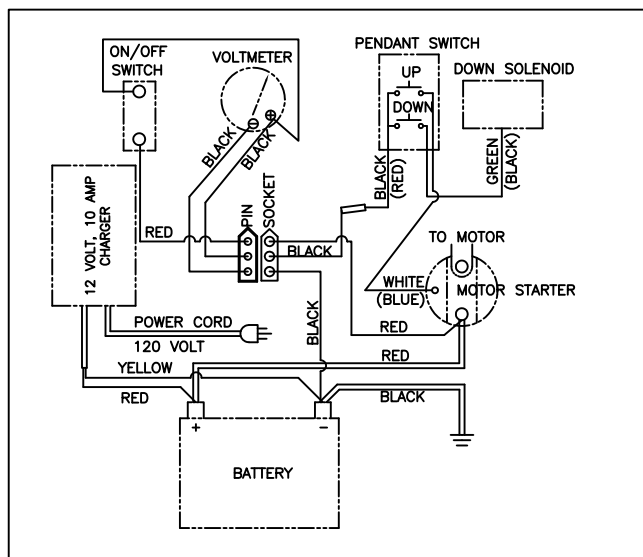 ON/OFF
SWITCH
VOLTMETER
PENDANT SWITCH
UP
DOWN
DOWN SOLENOID
BLACK
BLACK
BLACK
(RED)
GREEN
(BLACK)
12 VOLT, 10 AMP
CHARGER
RED
PIN
SOCKET
BLACK
TO MOTOR
WHITE
(BLUE)
MOTOR STARTER
BLACK
POWER CORD
120 VOLT
RED
RED
YELLOW
RED
BLACK
+
-
BATTERY